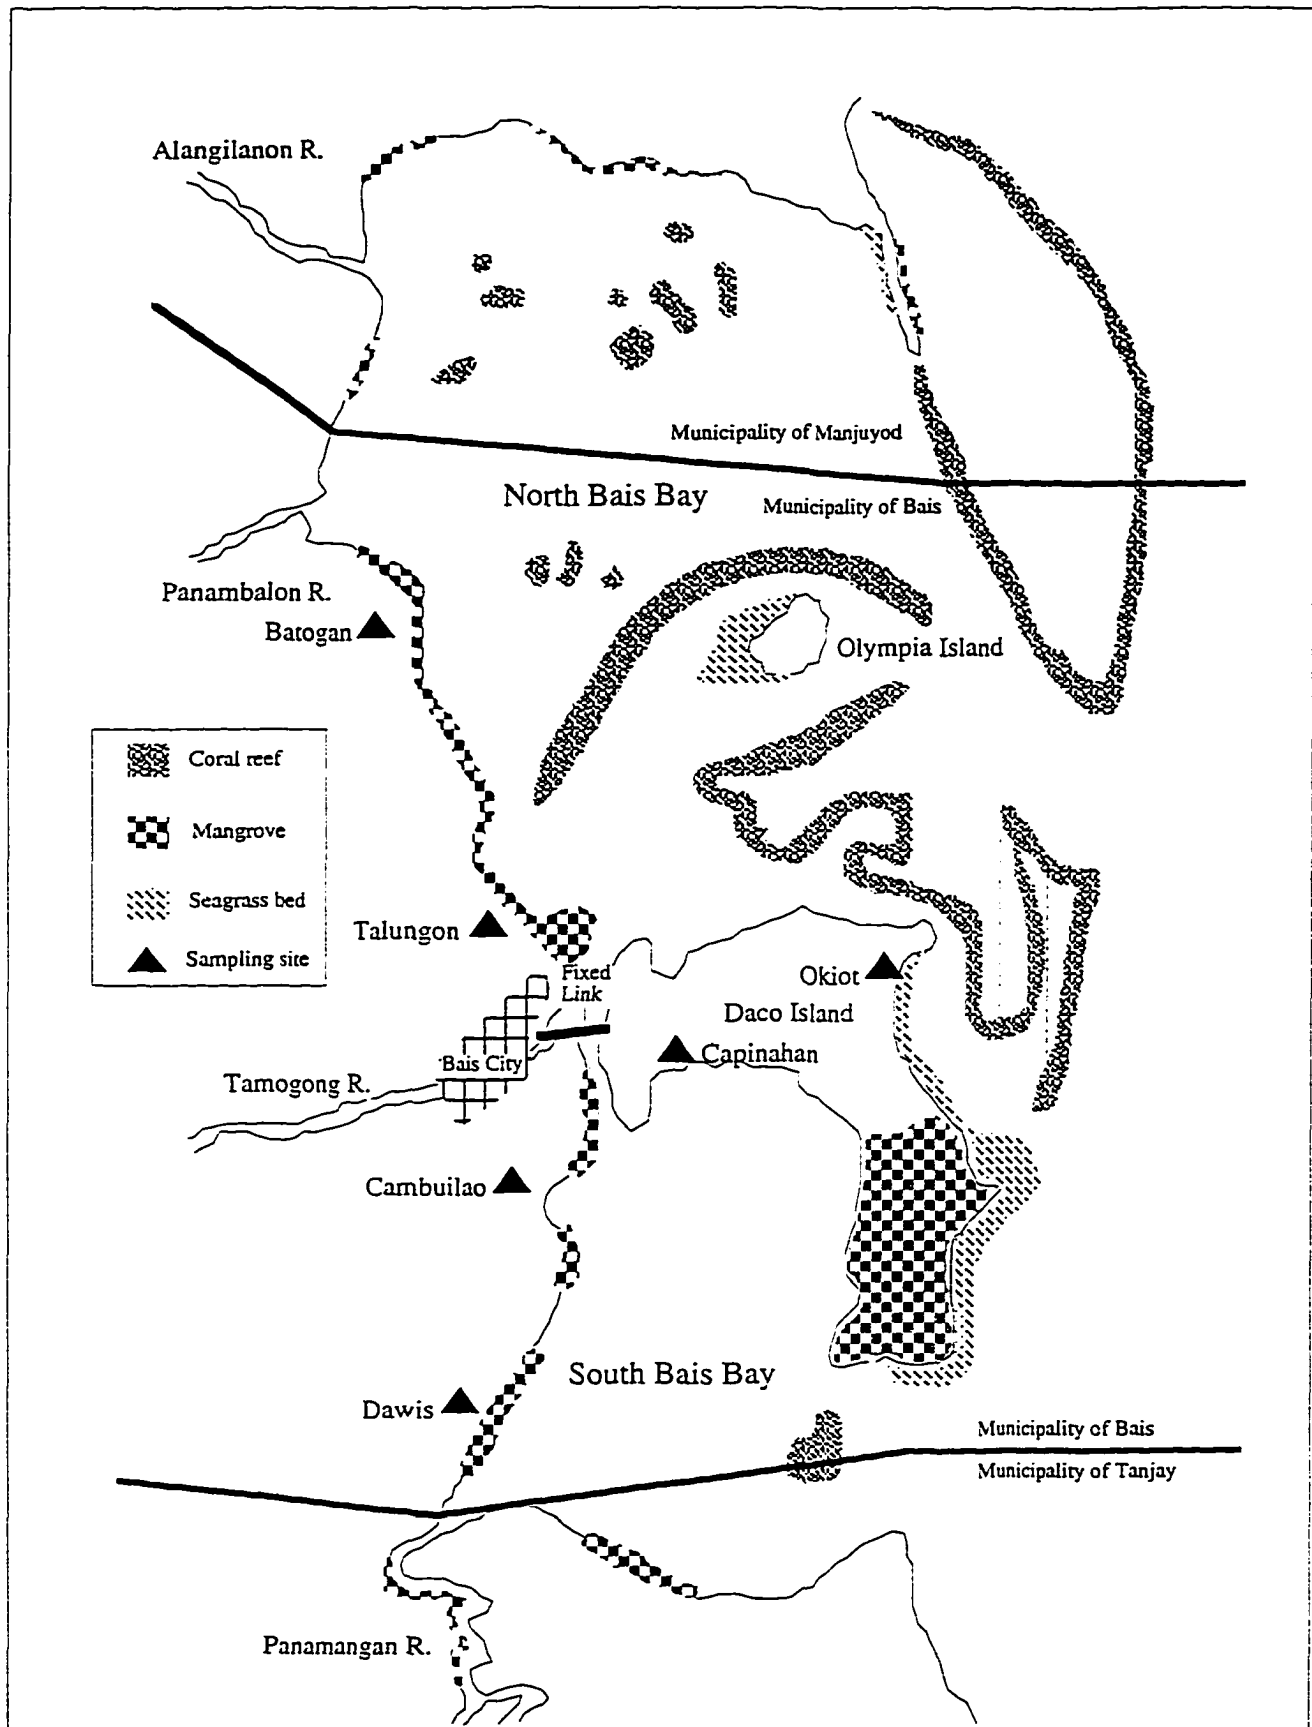 Alangilanon R.
Municipality of Manjuyod
North Bais Bay
Municipality of Bais
Panambalon R.
Batogan
Olympia Island
Coral reef
Mangrove
Seagrass bed
Sampling site
Talungon
Fixed
Link
Okiot
Daco Island
Bais City
Capinahan
Tamogong R.
Cambuilao
South Bais Bay
Dawis
Municipality of Bais
Municipality of Tanjay
Panamangan R.